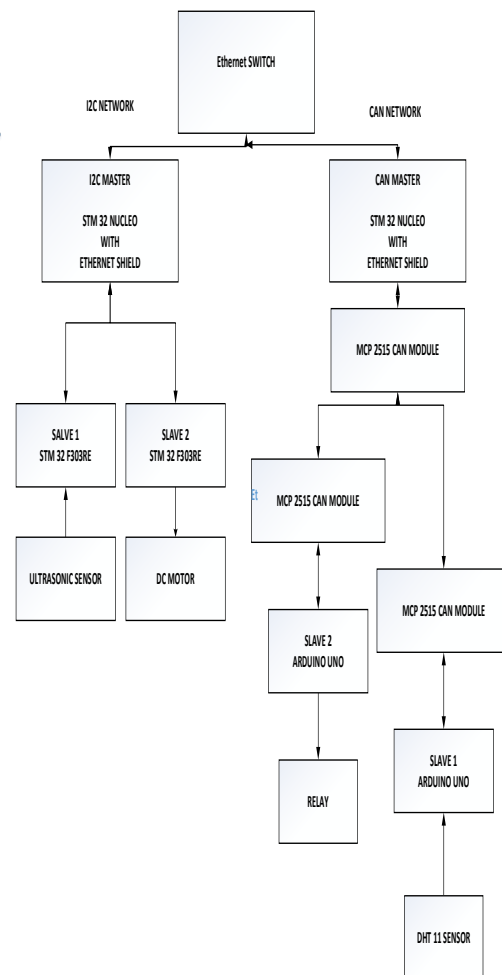 Ethernet SWITCH
I2C NETWORK
CAN NETWORK
I2C MASTER
STM 32 NUCLEO
WITH
ETHERNET SHIELD
CAN MASTER
STM 32 NUCLEO
WITH
ETHERNET SHIELD
MCP 2515 CAN MODULE
SALVE 1
STM 32 F303RE
SLAVE 2
STM 32 F303RE
Et
MCP 2515 CAN MODULE
ULTRASONIC SENSOR
DC MOTOR
MCP 2515 CAN MODULE
SLAVE 2
ARDUINO UNO
SLAVE 1
ARDUINO UNO
RELAY
DHT 11 SENSOR